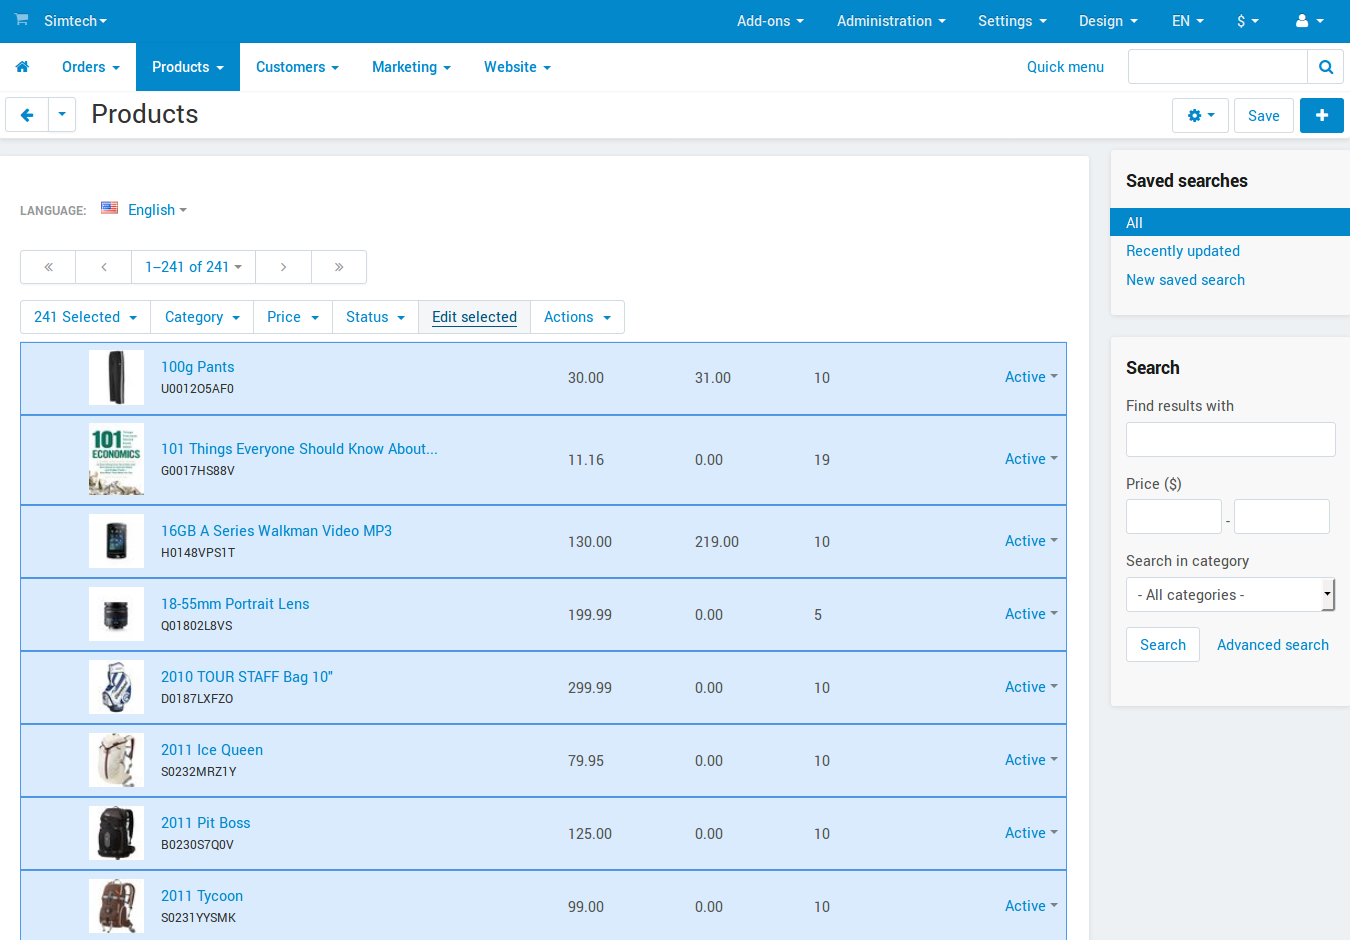 Simtech Add-ons Administration Settings Design EN $
Orders Products Customers Marketing Website Quick menu
Products Save
LANGUAGE: English
« ‹ 1–241 of 241 › »
241 Selected Category Price Status Edit selected Actions
100g Pants 30.00 31.00 10 Active
U0012O5AF0
101 Things Everyone Should Know About... 11.16 0.00 19 Active
G0017HS88V
101
ECONOMICS
16GB A Series Walkman Video MP3 130.00 219.00 10 Active
H0148VPS1T
18-55mm Portrait Lens 199.99 0.00 5 Active
Q01802L8VS
2010 TOUR STAFF Bag 10" 299.99 0.00 10 Active
D0187LXFZO
2011 Ice Queen 79.95 0.00 10 Active
S0232MRZ1Y
2011 Pit Boss 125.00 0.00 10 Active
B0230S7Q0V
2011 Tycoon 99.00 0.00 10 Active
S0231YYSMK
Saved searches
All
Recently updated
New saved search
Search
Find results with
Price ($)
-
Search in category
- All categories -
Search Advanced search